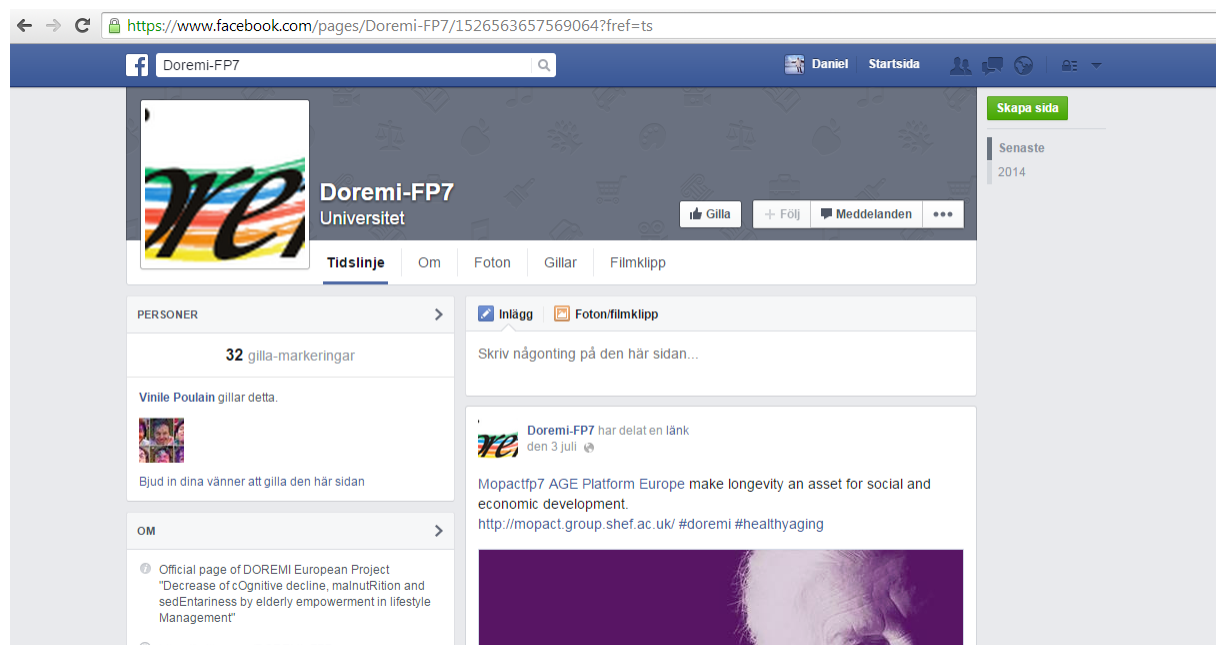 https://www.facebook.com/pages/Doremi-FP7/1526563657569064?fref=ts
Doremi-FP7
Daniel
Startsida
Skapa sida
Senaste
2014
Doremi-FP7
Universitet
Gilla
+ Följ
Meddelanden
Tidslinje
Om
Foton
Gillar
Filmklipp
PERSONER
32 gilla-markeringar
Vinile Poulain gillar detta.
Bjud in dina vänner att gilla den här sidan
OM
Official page of DOREMI European Project
"Decrease of cOgnitive decline, malnutRition and
sedEntariness by elderly empowerment in lifestyle
Management"
Inlägg
Foton/filmklipp
Skriv någonting på den här sidan...
Doremi-FP7 har delat en länk
den 3 juli
Mopactfp7 AGE Platform Europe make longevity an asset for social and
economic development.
http://mopact.group.shef.ac.uk/ #doremi #healthyaging